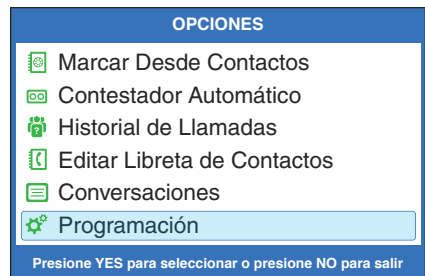 OPCIONES
Marcar Desde Contactos
Contestador Automático
Historial de Llamadas
Editar Libreta de Contactos
Conversaciones
Programación
Presione YES para seleccionar o presione NO para salir